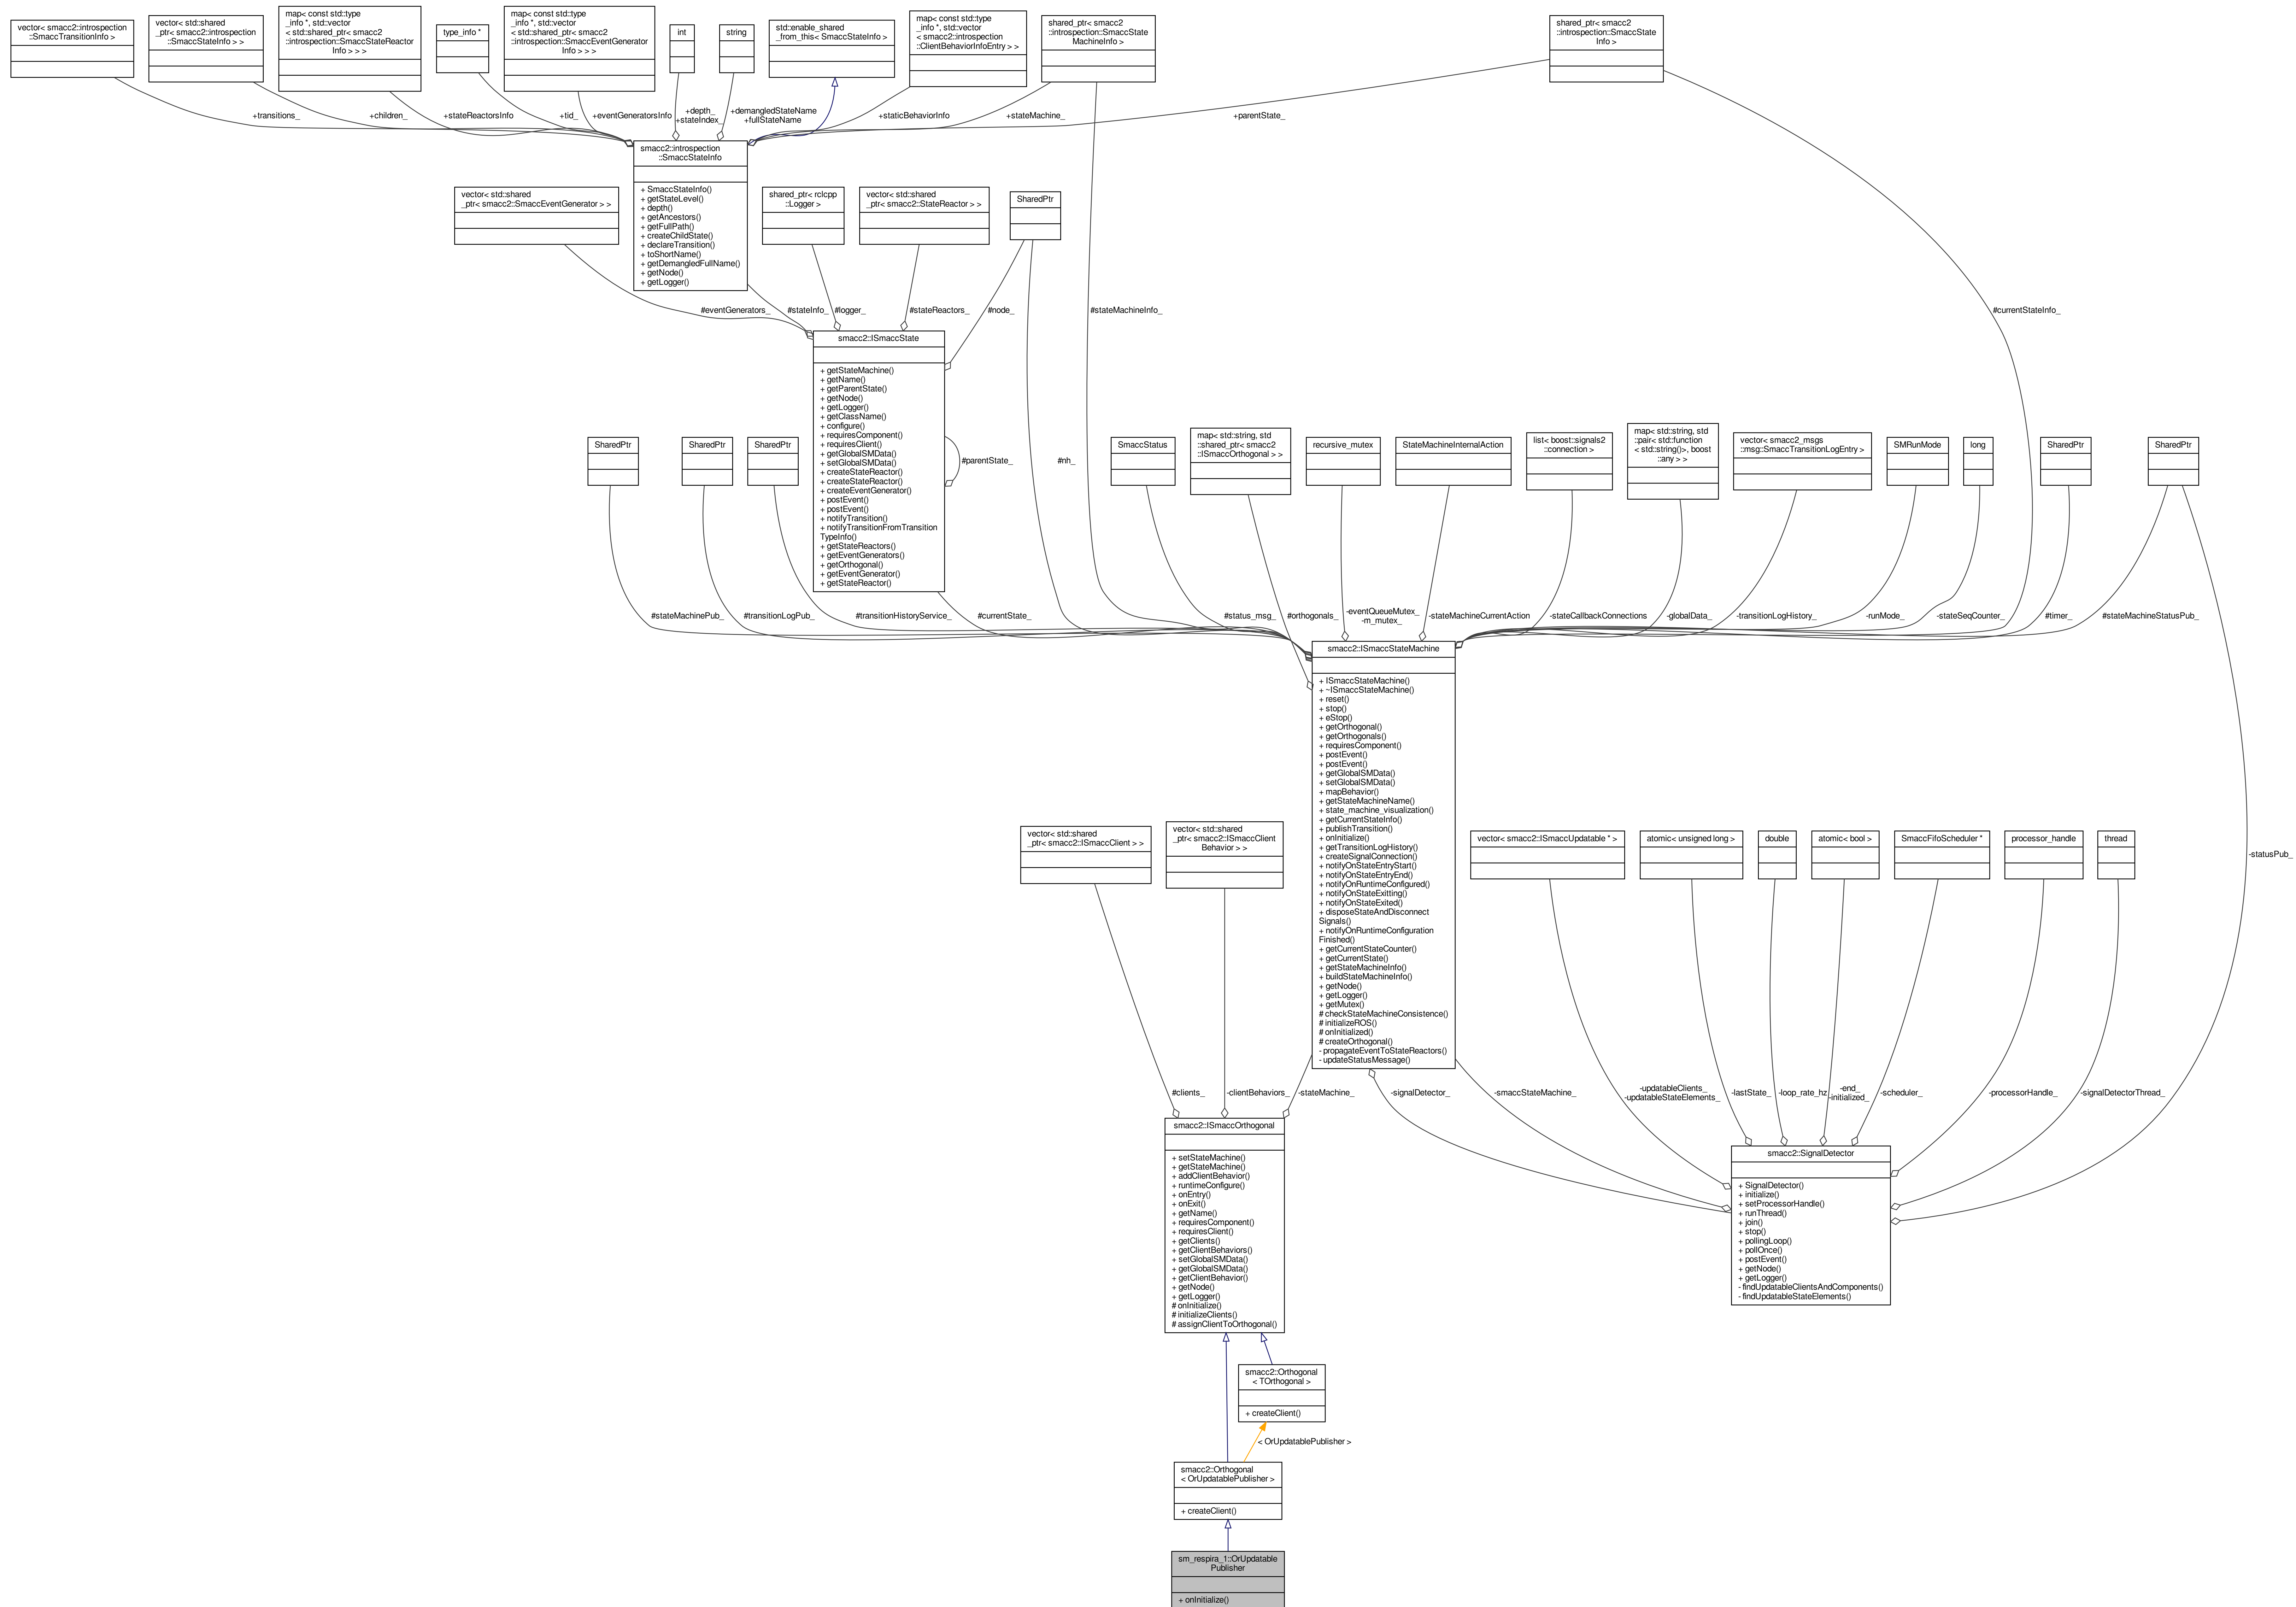 vector< smacc2::introspection
::SmaccTransitionInfo >
vector< std::shared
_ptr< smacc2::introspection
::SmaccStateInfo > >
map< const std::type
_info *, std::vector
< std::shared_ptr< smacc2
::introspection::SmaccStateReactor
Info > > >
type_info *
map< const std::type
_info *, std::vector
< std::shared_ptr< smacc2
::introspection::SmaccEventGenerator
Info > > >
int
string
std::enable_shared
_from_this< SmaccStateInfo >
map< const std::type
_info *, std::vector
< smacc2::introspection
::ClientBehaviorInfoEntry > >
shared_ptr< smacc2
::introspection::SmaccState
MachineInfo >
shared_ptr< smacc2
::introspection::SmaccState
Info >
+transitions_
+children_
+stateReactorsInfo
+tid_
+eventGeneratorsInfo
+depth_
+stateIndex_
+demangledStateName
+fullStateName
+staticBehaviorInfo
+stateMachine_
+parentState_
smacc2::introspection
::SmaccStateInfo
+ SmaccStateInfo()
+ getStateLevel()
+ depth()
+ getAncestors()
+ getFullPath()
+ createChildState()
+ declareTransition()
+ toShortName()
+ getDemangledFullName()
+ getNode()
+ getLogger()
vector< std::shared
_ptr< smacc2::SmaccEventGenerator > >
shared_ptr< rclcpp
::Logger >
vector< std::shared
_ptr< smacc2::StateReactor > >
SharedPtr
#eventGenerators_
#stateInfo_
#logger_
#stateReactors_
#node_
#stateMachineInfo_
#currentStateInfo_
smacc2::ISmaccState
+ getStateMachine()
+ getName()
+ getParentState()
+ getNode()
+ getLogger()
+ getClassName()
+ configure()
+ requiresComponent()
+ requiresClient()
+ getGlobalSMData()
+ setGlobalSMData()
+ createStateReactor()
+ createStateReactor()
+ createEventGenerator()
+ postEvent()
+ postEvent()
+ notifyTransition()
+ notifyTransitionFromTransition
TypeInfo()
+ getStateReactors()
+ getEventGenerators()
+ getOrthogonal()
+ getEventGenerator()
+ getStateReactor()
#parentState_
#nh_
SharedPtr
SharedPtr
SharedPtr
SmaccStatus
map< std::string, std
::shared_ptr< smacc2
::ISmaccOrthogonal > >
recursive_mutex
StateMachineInternalAction
list< boost::signals2
::connection >
map< std::string, std
::pair< std::function
< std::string()>, boost
::any > >
vector< smacc2_msgs
::msg::SmaccTransitionLogEntry >
SMRunMode
long
SharedPtr
SharedPtr
#stateMachinePub_
#transitionLogPub_
#transitionHistoryService_
#currentState_
#status_msg_
#orthogonals_
-eventQueueMutex_
-m_mutex_
-stateMachineCurrentAction
-stateCallbackConnections
-globalData_
-transitionLogHistory_
-runMode_
-stateSeqCounter_
#timer_
#stateMachineStatusPub_
smacc2::ISmaccStateMachine
+ ISmaccStateMachine()
+ ~ISmaccStateMachine()
+ reset()
+ stop()
+ eStop()
+ getOrthogonal()
+ getOrthogonals()
+ requiresComponent()
+ postEvent()
+ postEvent()
+ getGlobalSMData()
+ setGlobalSMData()
+ mapBehavior()
+ getStateMachineName()
+ state_machine_visualization()
+ getCurrentStateInfo()
+ publishTransition()
+ onInitialize()
+ getTransitionLogHistory()
+ createSignalConnection()
+ notifyOnStateEntryStart()
+ notifyOnStateEntryEnd()
+ notifyOnRuntimeConfigured()
+ notifyOnStateExitting()
+ notifyOnStateExited()
+ disposeStateAndDisconnect
Signals()
+ notifyOnRuntimeConfiguration
Finished()
+ getCurrentStateCounter()
+ getCurrentState()
+ getStateMachineInfo()
+ buildStateMachineInfo()
+ getNode()
+ getLogger()
+ getMutex()
# checkStateMachineConsistence()
# initializeROS()
# onInitialized()
# createOrthogonal()
- propagateEventToStateReactors()
- updateStatusMessage()
vector< std::shared
_ptr< smacc2::ISmaccClient > >
vector< std::shared
_ptr< smacc2::ISmaccClient
Behavior > >
vector< smacc2::ISmaccUpdatable * >
atomic< unsigned long >
double
atomic< bool >
SmaccFifoScheduler *
processor_handle
thread
-statusPub_
#clients_
-clientBehaviors_
-stateMachine_
-signalDetector_
-smaccStateMachine_
-updatableClients_
-updatableStateElements_
-lastState_
-loop_rate_hz
-end_
-initialized_
-scheduler_
-processorHandle_
-signalDetectorThread_
smacc2::ISmaccOrthogonal
+ setStateMachine()
+ getStateMachine()
+ addClientBehavior()
+ runtimeConfigure()
+ onEntry()
+ onExit()
+ getName()
+ requiresComponent()
+ requiresClient()
+ getClients()
+ getClientBehaviors()
+ setGlobalSMData()
+ getGlobalSMData()
+ getClientBehavior()
+ getNode()
+ getLogger()
# onInitialize()
# initializeClients()
# assignClientToOrthogonal()
smacc2::SignalDetector
+ SignalDetector()
+ initialize()
+ setProcessorHandle()
+ runThread()
+ join()
+ stop()
+ pollingLoop()
+ pollOnce()
+ postEvent()
+ getNode()
+ getLogger()
- findUpdatableClientsAndComponents()
- findUpdatableStateElements()
smacc2::Orthogonal
< TOrthogonal >
+ createClient()
< OrUpdatablePublisher >
smacc2::Orthogonal
< OrUpdatablePublisher >
+ createClient()
sm_respira_1::OrUpdatable
Publisher
+ onInitialize()